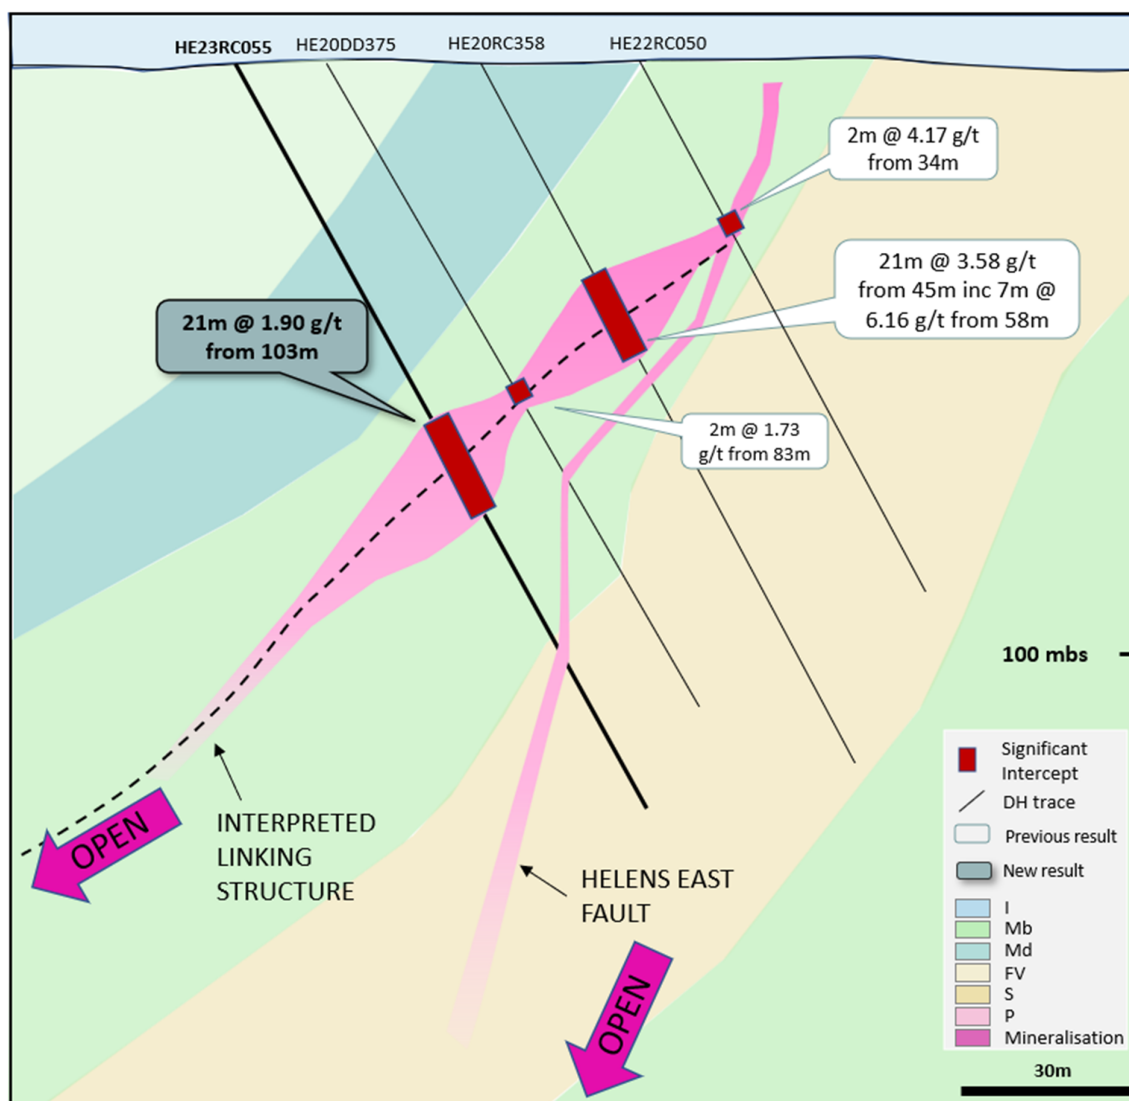 HE23RC055
HE20DD375
HE20RC358
HE22RC050
2m @ 4.17 g/t
from 34m
21m @ 3.58 g/t
from 45m inc 7m @
6.16 g/t from 58m
21m @ 1.90 g/t
from 103m
2m @ 1.73
g/t from 83m
100 mbs
OPEN
INTERPRETED
LINKING
STRUCTURE
HELENS EAST
FAULT
OPEN
Significant
Intercept
DH trace
Previous result
New result
I
Mb
Md
FV
S
P
Mineralisation
30m